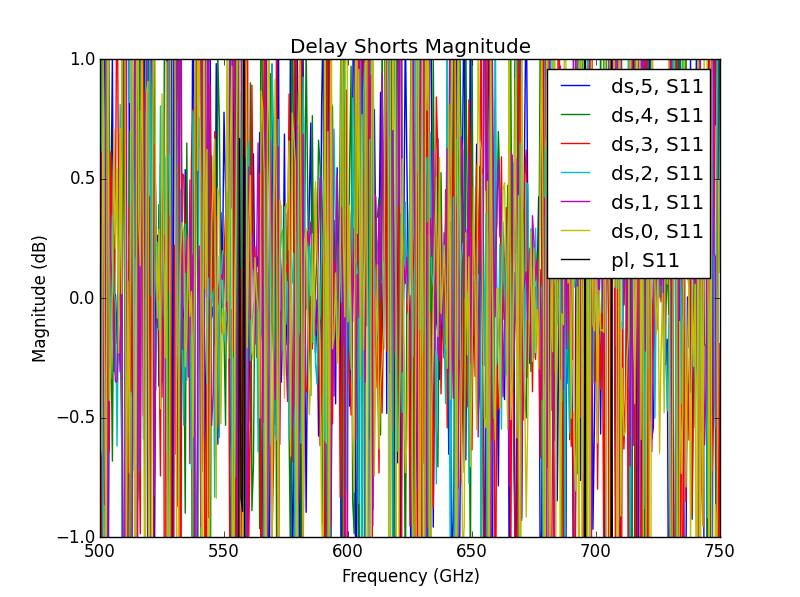 Delay Shorts Magnitude
1.0
0.5
0.0
−0.5
−1.0
Magnitude (dB)
ds,5, S11
ds,4, S11
ds,3, S11
ds,2, S11
ds,1, S11
ds,0, S11
pl, S11
500 550 600 650 700 750
Frequency (GHz)